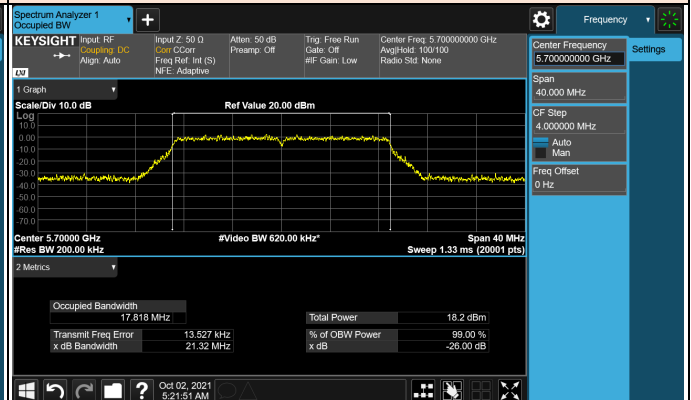 Spectrum Analyzer 1
Occupied BW
Frequency
KEYSIGHT
LXI
Input: RF
Coupling: DC
Align: Auto
Input Z: 50 Ω
Corr CCorr
Freq Ref: Int (S)
NFE: Adaptive
Atten: 50 dB
Preamp: Off
Trig: Free Run
Gate: Off
#IF Gain: Low
Center Freq: 5.700000000 GHz
Avg|Hold: 100/100
Radio Std: None
Center Frequency
5.700000000 GHz
Settings
Span
40.000 MHz
CF Step
4.000000 MHz
Auto
Man
Freq Offset
0 Hz
1 Graph
Scale/Div 10.0 dB
Ref Value 20.00 dBm
Log
10.0
0.00
-10.0
-20.0
-30.0
-40.0
-50.0
-60.0
-70.0
Center 5.70000 GHz
#Video BW 620.00 kHz*
Span 40 MHz
#Res BW 200.00 kHz
Sweep 1.33 ms (20001 pts)
2 Metrics
Occupied Bandwidth
17.818 MHz
Total Power 18.2 dBm
Transmit Freq Error 13.527 kHz
% of OBW Power 99.00 %
x dB Bandwidth 21.32 MHz
x dB -26.00 dB
?
Oct 02, 2021
5:21:51 AM